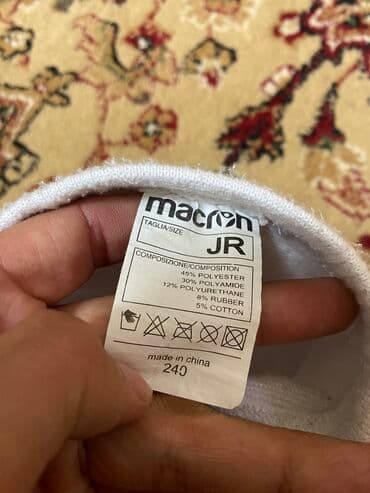 macron
TAGLIA/SIZE
JR
COMPOSIZIONE/COMPOSITION
45% POLYESTER
30% POLYAMIDE
12% POLYURETHANE
8% RUBBER
5% COTTON
made in china
240